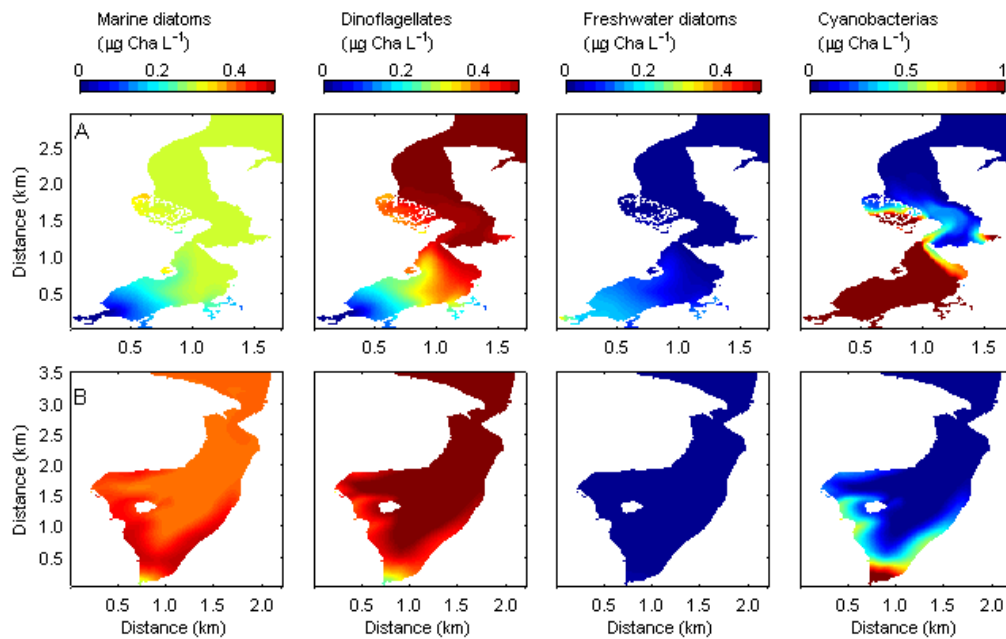 Marine diatoms Dinoflagellates Freshwater diatoms Cyanobacterias
(µg Cha L⁻¹) (µg Cha L⁻¹) (µg Cha L⁻¹) (µg Cha L⁻¹)
0 0.2 0.4 0 0.2 0.4 0 0.2 0.4 0 0.5 1
A
Distance (km)
2.5
2.0
1.5
1.0
0.5
0.5 1.0 1.5 0.5 1.0 1.5 0.5 1.0 1.5 0.5 1.0 1.5
B
Distance (km)
3.5
3.0
2.5
2.0
1.5
1.0
0.5
0.5 1.0 1.5 2.0 0.5 1.0 1.5 2.0 0.5 1.0 1.5 2.0 0.5 1.0 1.5 2.0
Distance (km) Distance (km) Distance (km) Distance (km)